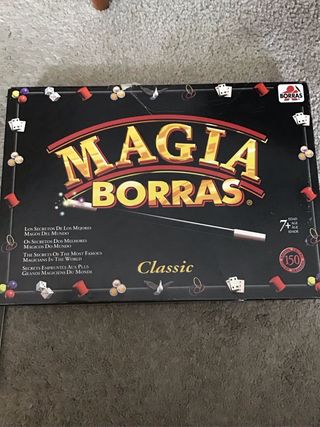 BORRAS
MAGIA
BORRAS®
LOS SECRETOS DE LOS MEJORES
MAGOS DEL MUNDO
OS SECRETOS DOS MELHORES
MÁGICOS DO MUNDO
THE SECRETS OF THE MOST FAMOUS
MAGICIANS IN THE WORLD
SECRETS EMPRUNTÉS AUX PLUS
GRANDS MAGICIENS DU MONDE
Classic
7+
150